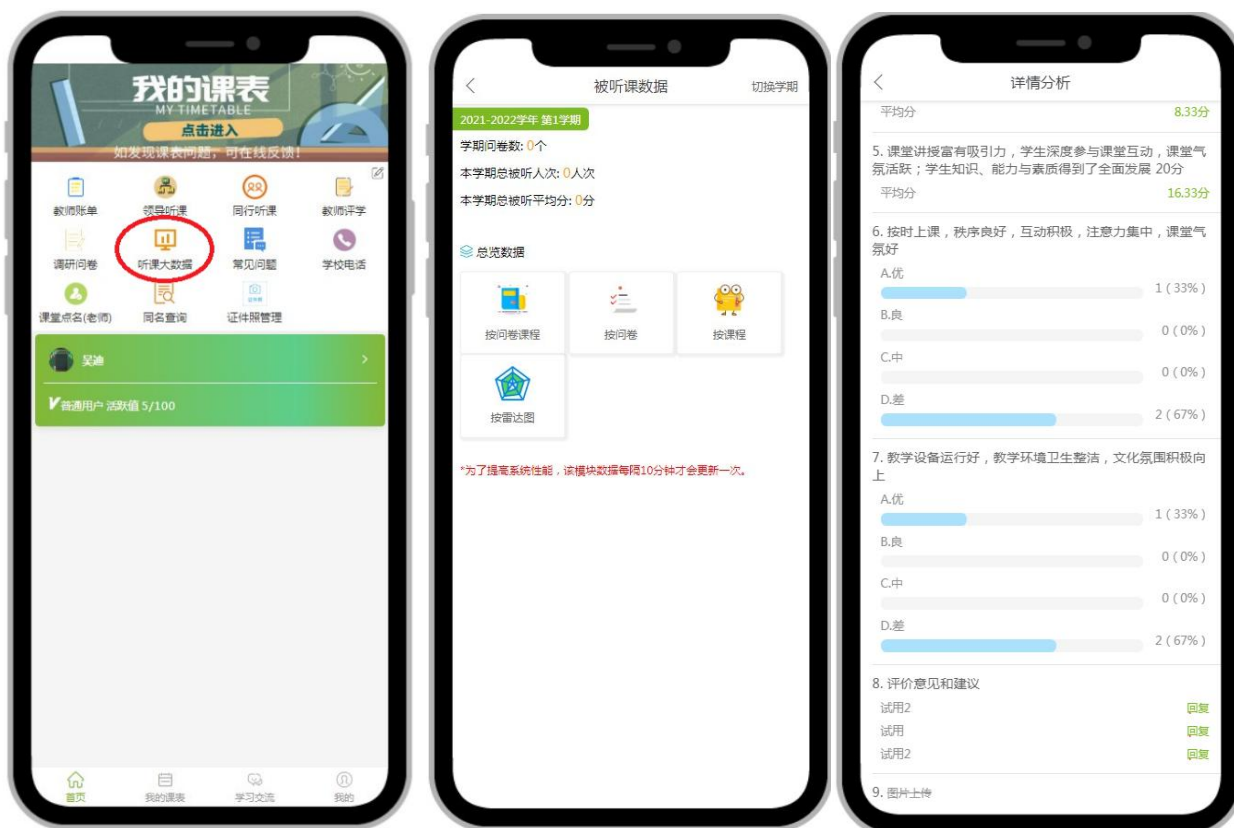 我的课表
MY TIMETABLE
点击进入
如发现课表问题，可在线反馈！
教师账单 领导听课 同行听课 教师评学
调研问卷 听课大数据 常见问题 学校电话
课堂点名(老师) 同名查询 证件照管理
吴迪
普通用户 活跃值 5/100
首页 我的课表 学习交流 我的
被听课数据 切换学期
2021-2022学年 第1学期
学期问卷数: 0个
本学期总被听人次: 0人次
本学期总被听平均分: 0分
总览数据
按问卷课程 按问卷 按课程
按雷达图
*为了提高系统性能，该模块数据每隔10分钟才会更新一次。
详情分析
平均分 8.33分
5. 课堂讲授富有吸引力，学生深度参与课堂互动，课堂气
氛活跃；学生知识、能力与素质得到了全面发展 20分
平均分 16.33分
6. 按时上课，秩序良好，互动积极，注意力集中，课堂气
氛好
A.优
1 ( 33% )
B.良
0 ( 0% )
C.中
0 ( 0% )
D.差
2 ( 67% )
7. 教学设备运行好，教学环境卫生整洁，文化氛围积极向
上
A.优
1 ( 33% )
B.良
0 ( 0% )
C.中
0 ( 0% )
D.差
2 ( 67% )
8. 评价意见和建议
试用2 回复
试用 回复
试用2 回复
9. 图片上传